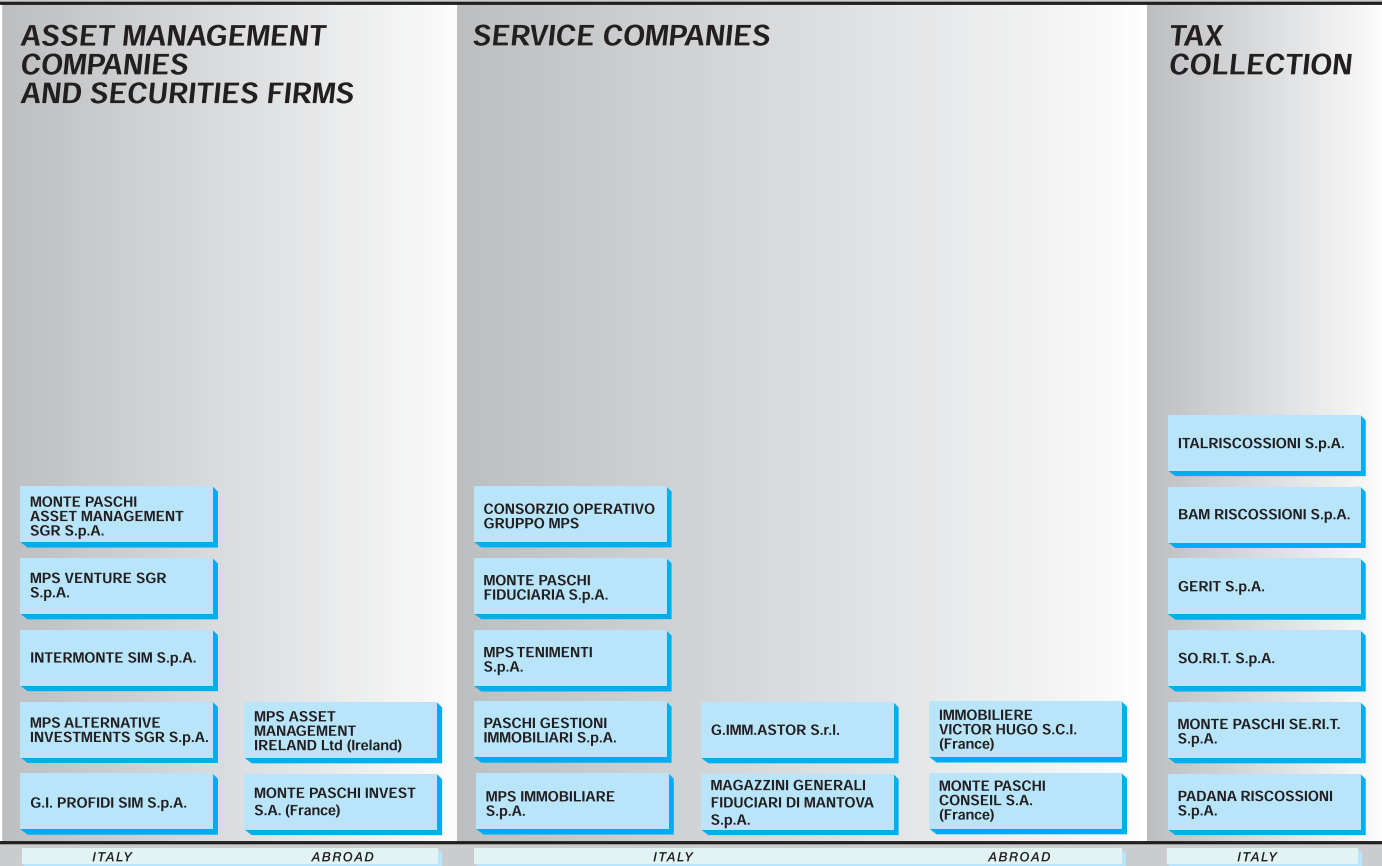 ASSET MANAGEMENT
COMPANIES
AND SECURITIES FIRMS
MONTE PASCHI
ASSET MANAGEMENT
SGR S.p.A.
MPS VENTURE SGR
S.p.A.
INTERMONTE SIM S.p.A.
MPS ALTERNATIVE
INVESTMENTS SGR S.p.A.
G.I. PROFIDI SIM S.p.A.
MPS ASSET
MANAGEMENT
IRELAND Ltd (Ireland)
MONTE PASCHI INVEST
S.A. (France)
ITALY
ABROAD
SERVICE COMPANIES
CONSORZIO OPERATIVO
GRUPPO MPS
MONTE PASCHI
FIDUCIARIA S.p.A.
MPS TENIMENTI
S.p.A.
PASCHI GESTIONI
IMMOBILIARI S.p.A.
MPS IMMOBILIARE
S.p.A.
G.IMM.ASTOR S.r.l.
MAGAZZINI GENERALI
FIDUCIARI DI MANTOVA
S.p.A.
IMMOBILIERE
VICTOR HUGO S.C.I.
(France)
MONTE PASCHI
CONSEIL S.A.
(France)
ITALY
ABROAD
TAX
COLLECTION
ITALRISCOSSIONI S.p.A.
BAM RISCOSSIONI S.p.A.
GERIT S.p.A.
SO.RI.T. S.p.A.
MONTE PASCHI SE.RI.T.
S.p.A.
PADANA RISCOSSIONI
S.p.A.
ITALY